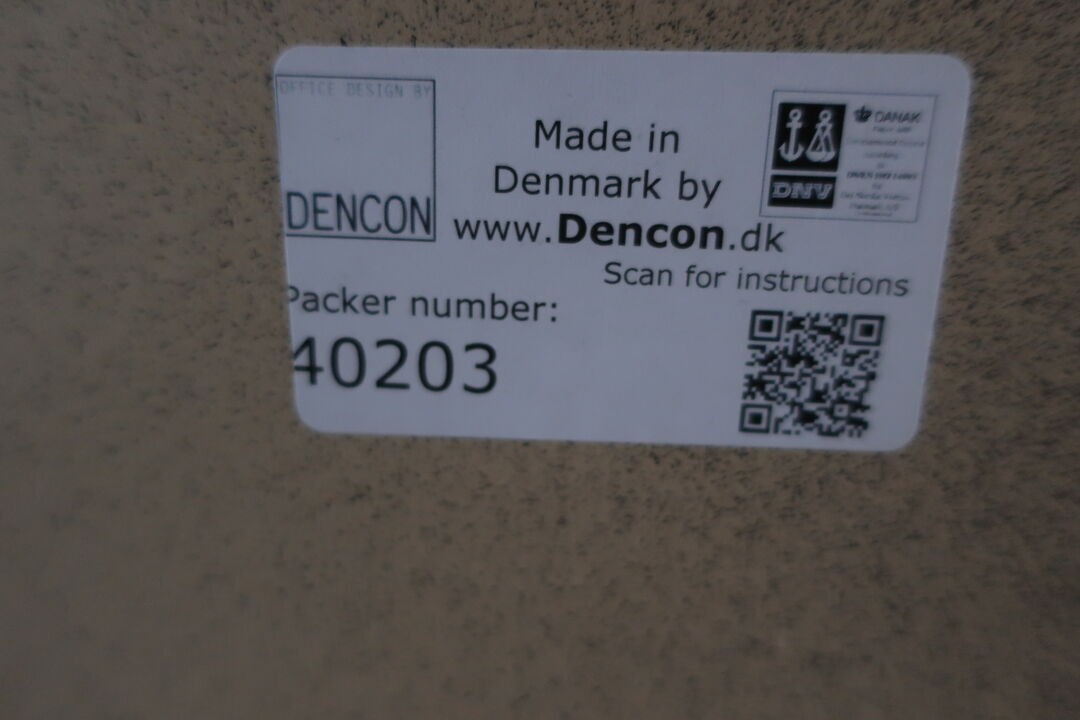 OFFICE DESIGN BY
DENCON
Made in
Denmark by
www.Dencon.dk
Scan for instructions
Packer number:
40203
DANAK
DNV